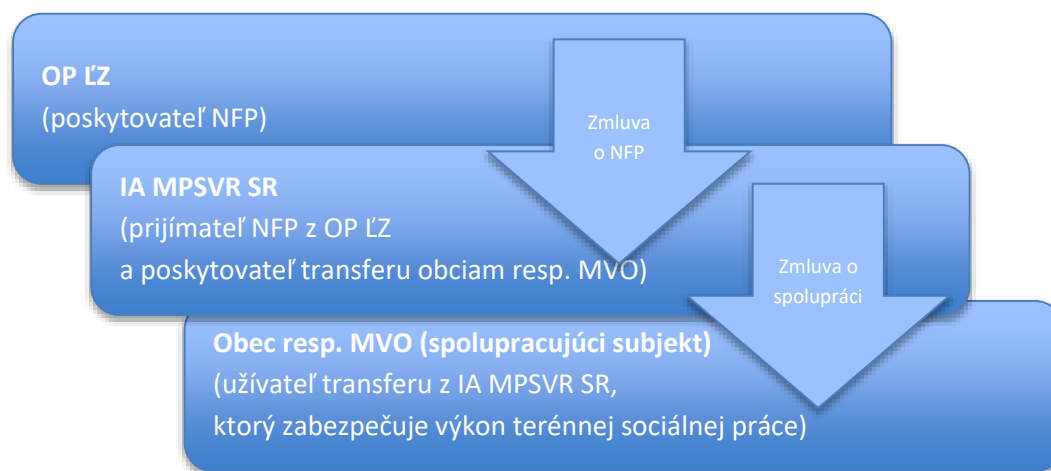 OP ĽZ
(poskytovateľ NFP)
Zmluva
o NFP
IA MPSVR SR
(prijímateľ NFP z OP ĽZ
a poskytovateľ transferu obciam resp. MVO)
Zmluva o
spolupráci
Obec resp. MVO (spolupracujúci subjekt)
(užívateľ transferu z IA MPSVR SR,
ktorý zabezpečuje výkon terénnej sociálnej práce)